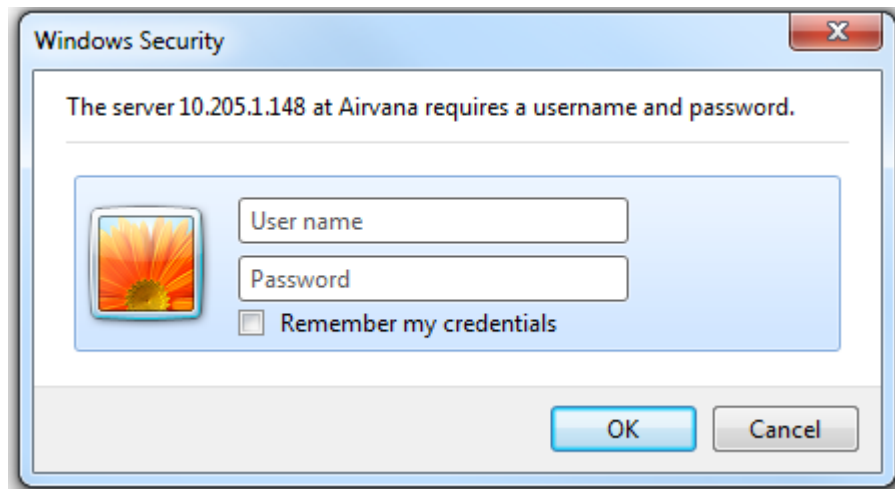 Windows Security
The server 10.205.1.148 at Airvana requires a username and password.
User name
Password
Remember my credentials
OK
Cancel